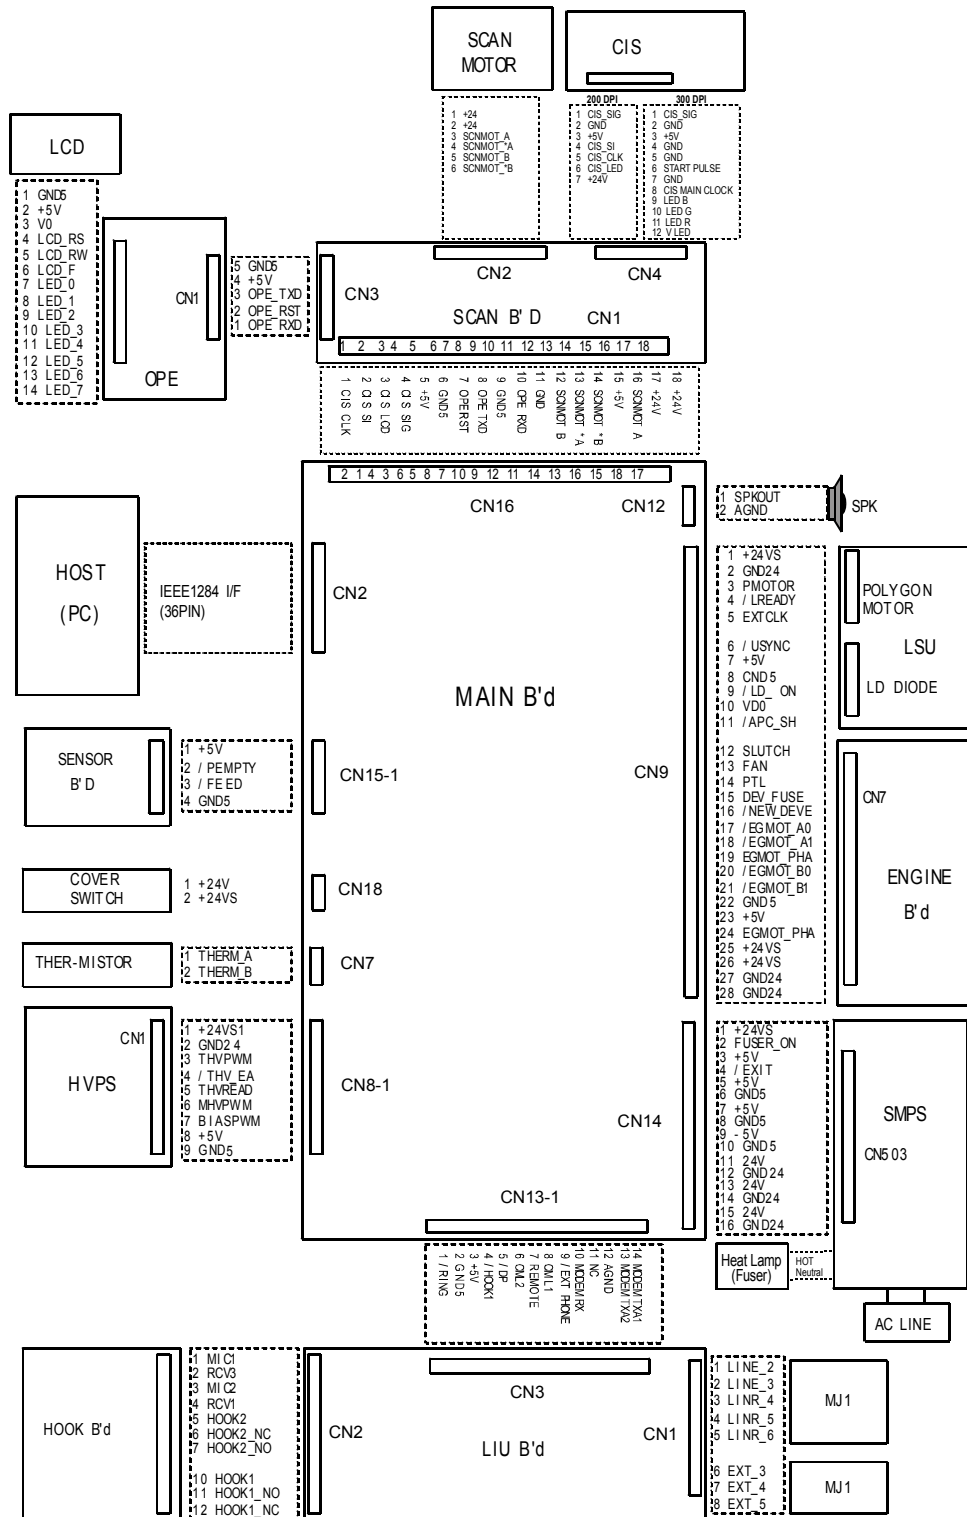 SCAN
MOTOR
CIS
200 DPI
300 DPI
1 +24
2 +24
3 SCNMOT_A
4 SCNMOT_*A
5 SCNMOT_B
6 SCNMOT_*B
1 CIS_SIG
2 GND
3 +5V
4 CIS_SI
5 CIS_CLK
6 CIS_LED
7 +24V
1 CIS_SIG
2 GND
3 +5V
4 GND
5 GND
6 START PULSE
7 GND
8 CIS MAIN CLOCK
9 LED B
10 LED G
11 LED R
12 V LED
LCD
1 GND5
2 +5V
3 V0
4 LCD_RS
5 LCD_RW
6 LCD_F
7 LED_0
8 LED_1
9 LED_2
10 LED_3
11 LED_4
12 LED_5
13 LED_6
14 LED_7
CN1
OPE
5 GND5
4 +5V
3 OPE_TXD
2 OPE_RST
1 OPE_RXD
CN3
CN2
CN4
SCAN B'D
CN1
1 2 3 4 5 6 7 8 9 10 11 12 13 14 15 16 17 18
1 CIS CLK
2 CIS SI
3 CIS LCD
4 CIS SIG
5 +5V
6 GND5
7 OPERST
8 OPE TXD
9 GND5
10 OPE RXD
11 GND
12 SCNMOT B
13 SCNMOT *A
14 SCNMOT *B
15 +5V
16 SCNMOT A
17 +24V
18 +24V
2 1 4 3 6 5 8 7 10 9 12 11 14 13 16 15 18 17
CN16
CN12
1 SPKOUT
2 AGND
SPK
HOST
(PC)
IEEE1284 I/F
(36PIN)
CN2
MAIN B'd
CN9
1 +24VS
2 GND24
3 PMOTOR
4 / LREADY
5 EXTCLK
6 / USYNC
7 +5V
8 CND5
9 / LD_ ON
10 VD0
11 /APC_SH
12 SLUTCH
13 FAN
14 PTL
15 DEV_FUSE
16 /NEW_DEVE
17 /EGMOT_A0
18 /EGMOT_A1
19 EGMOT_PHA
20 /EGMOT_B0
21 /EGMOT_B1
22 GND5
23 +5V
24 EGMOT_PHA
25 +24VS
26 +24VS
27 GND24
28 GND24
POLYGON
MOTOR
LSU
LD DIODE
CN7
ENGINE
B'd
SENSOR
B'D
1 +5V
2 / PEMPTY
3 / FEED
4 GND5
CN15-1
COVER
SWITCH
1 +24V
2 +24VS
CN18
THER-MISTOR
1 THERM_A
2 THERM_B
CN7
CN1
HVPS
1 +24VS1
2 GND24
3 THVPWM
4 / THV_EA
5 THVREAD
6 MHVPWM
7 BIASPWM
8 +5V
9 GND5
CN8-1
CN14
1 +24VS
2 FUSER_ON
3 +5V
4 / EXIT
5 +5V
6 GND5
7 +5V
8 GND5
9 - 5V
10 GND5
11 24V
12 GND24
13 24V
14 GND24
15 24V
16 GND24
SMPS
CN503
CN13-1
Heat Lamp
(Fuser)
HOT
Neutral
AC LINE
1 / RING
2 GND5
3 +5V
4 / HOOK1
5 / DP
6 CML2
7 REMOTE
8 CML1
9 / EXT PHONE
10 MODEMRX
11 NC
12 AGND
13 MODEMTXA2
14 MODEMTXA1
HOOK B'd
1 MIC1
2 RCV3
3 MIC2
4 RCV1
5 HOOK2
6 HOOK2_NC
7 HOOK2_NO
10 HOOK1
11 HOOK1_NO
12 HOOK1_NC
CN2
CN3
LIU B'd
CN1
1 LINE_2
2 LINE_3
3 LINR_4
4 LINR_5
5 LINR_6
6 EXT_3
7 EXT_4
8 EXT_5
MJ1
MJ1